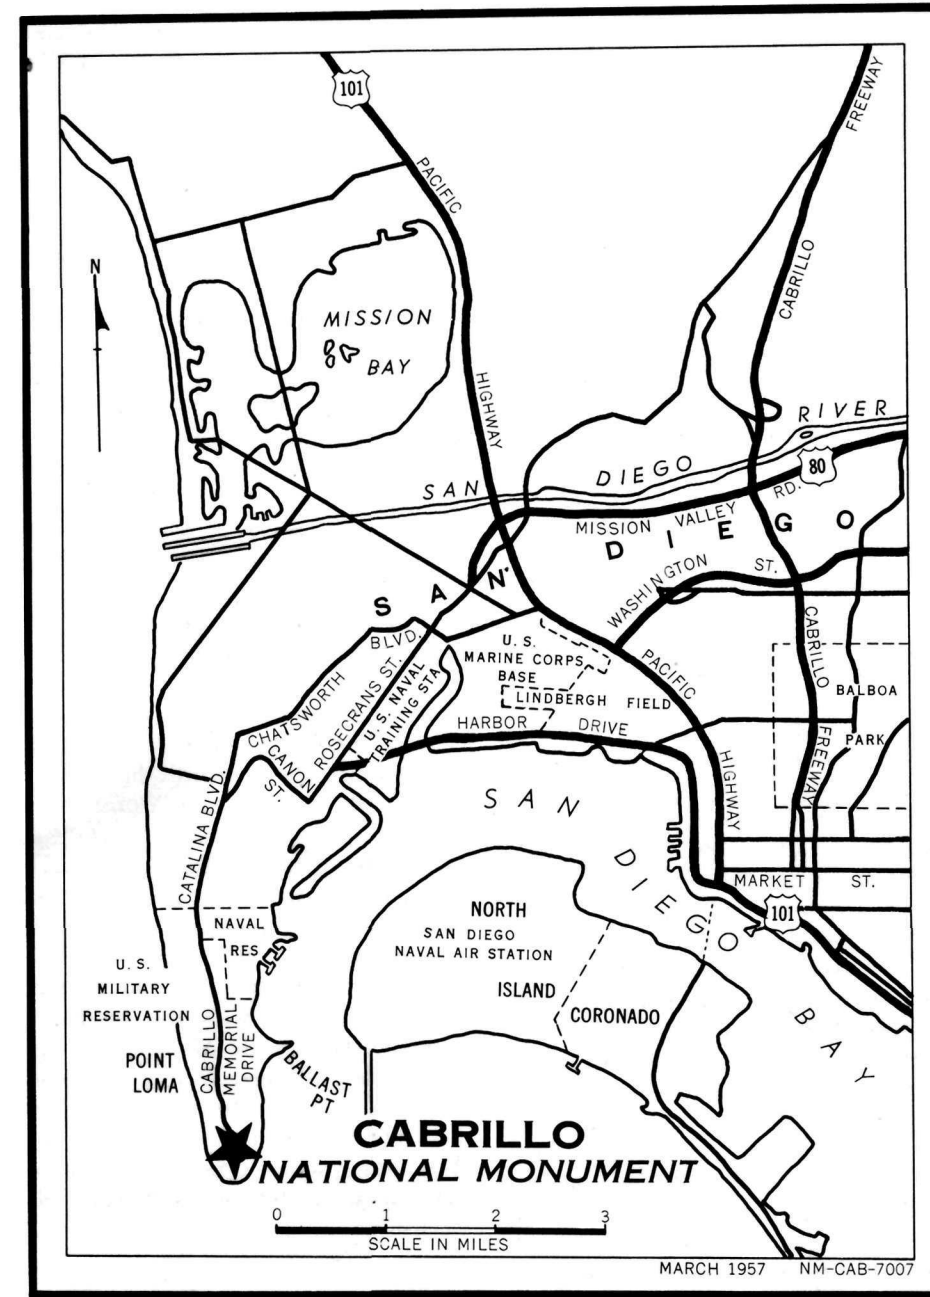 101
FREEWAY
PACIFIC
N
CABRILLO
MISSION
BAY
HIGHWAY
RIVER
SAN DIEGO
80
MISSION VALLEY RD.
SAN DIEGO
WASHINGTON ST.
CHATSWORTH BLVD.
ROSECRANS ST.
U.S. NAVAL
TRAINING STA.
U.S.
MARINE CORPS
BASE
LINDBERGH FIELD
PACIFIC
CABRILLO
BALBOA
PARK
HARBOR DRIVE
CANON
ST.
FREEWAY
HIGHWAY
CATALINA BLVD.
SAN
DIEGO
BAY
MARKET ST.
101
NAVAL
RES
NORTH
SAN DIEGO
NAVAL AIR STATION
ISLAND
CORONADO
U.S.
MILITARY
RESERVATION
POINT
LOMA
CABRILLO
MEMORIAL
DRIVE
BALLAST
PT
CABRILLO
NATIONAL MONUMENT
0 1 2 3
SCALE IN MILES
MARCH 1957 NM-CAB-7007